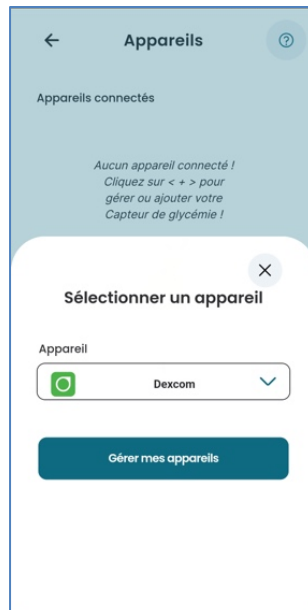 Appareils
Appareils connectés
Aucun appareil connecté !
Cliquez sur < + > pour
gérer ou ajouter votre
Capteur de glycémie !
Sélectionner un appareil
Appareil
Dexcom
Gérer mes appareils